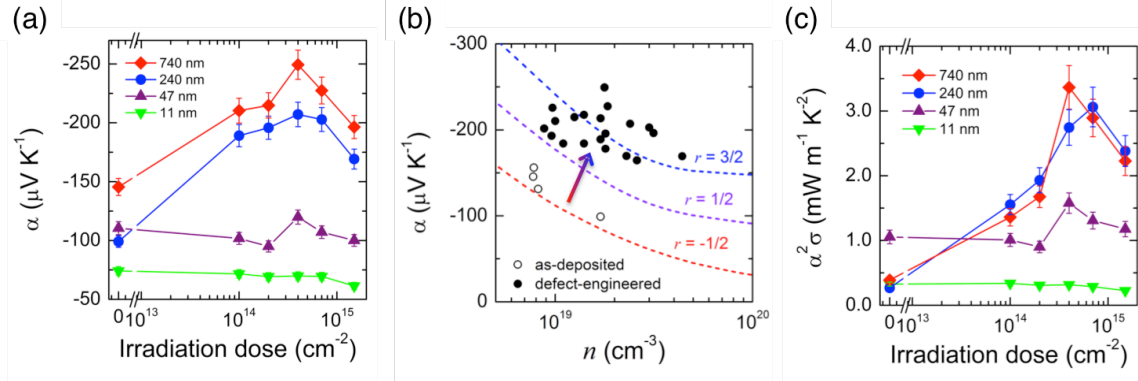 (a)
-250
-200
-150
-100
-50
α (μV K⁻¹)
740 nm
240 nm
47 nm
11 nm
0 10¹³ 10¹⁴ 10¹⁵
Irradiation dose (cm⁻²)
(b)
-300
-200
-100
0
α (μV K⁻¹)
r = 3/2
r = 1/2
r = -1/2
as-deposited
defect-engineered
10¹⁹ 10²⁰
n (cm⁻³)
(c)
4.0
3.0
2.0
1.0
0.0
α²σ (mW m⁻¹ K⁻²)
740 nm
240 nm
47 nm
11 nm
0 10¹³ 10¹⁴ 10¹⁵
Irradiation dose (cm⁻²)